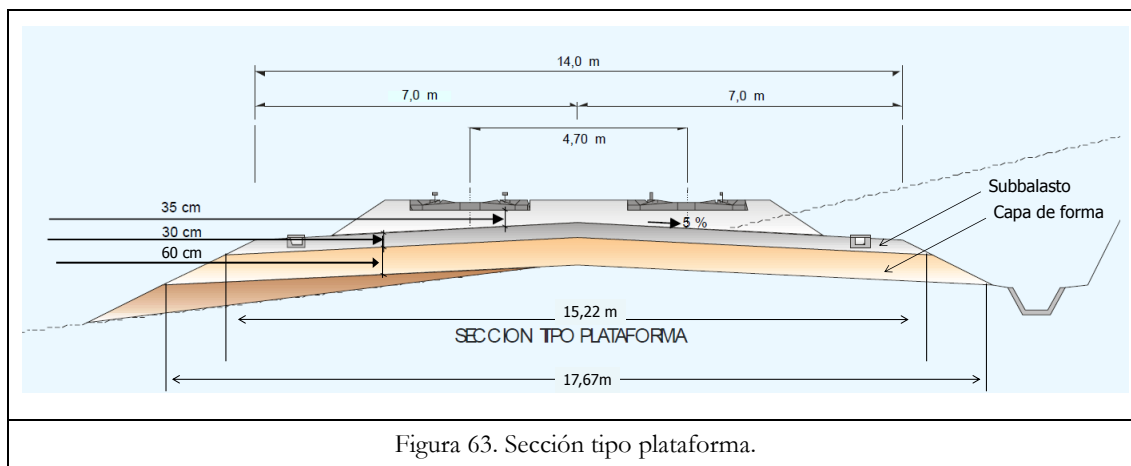 14,0 m
7,0 m
7,0 m
4,70 m
Subbalasto
Capa de forma
35 cm
5 %
30 cm
60 cm
15,22 m
SECCION TIPO PLATAFORMA
17,67m
Figura 63. Sección tipo plataforma.